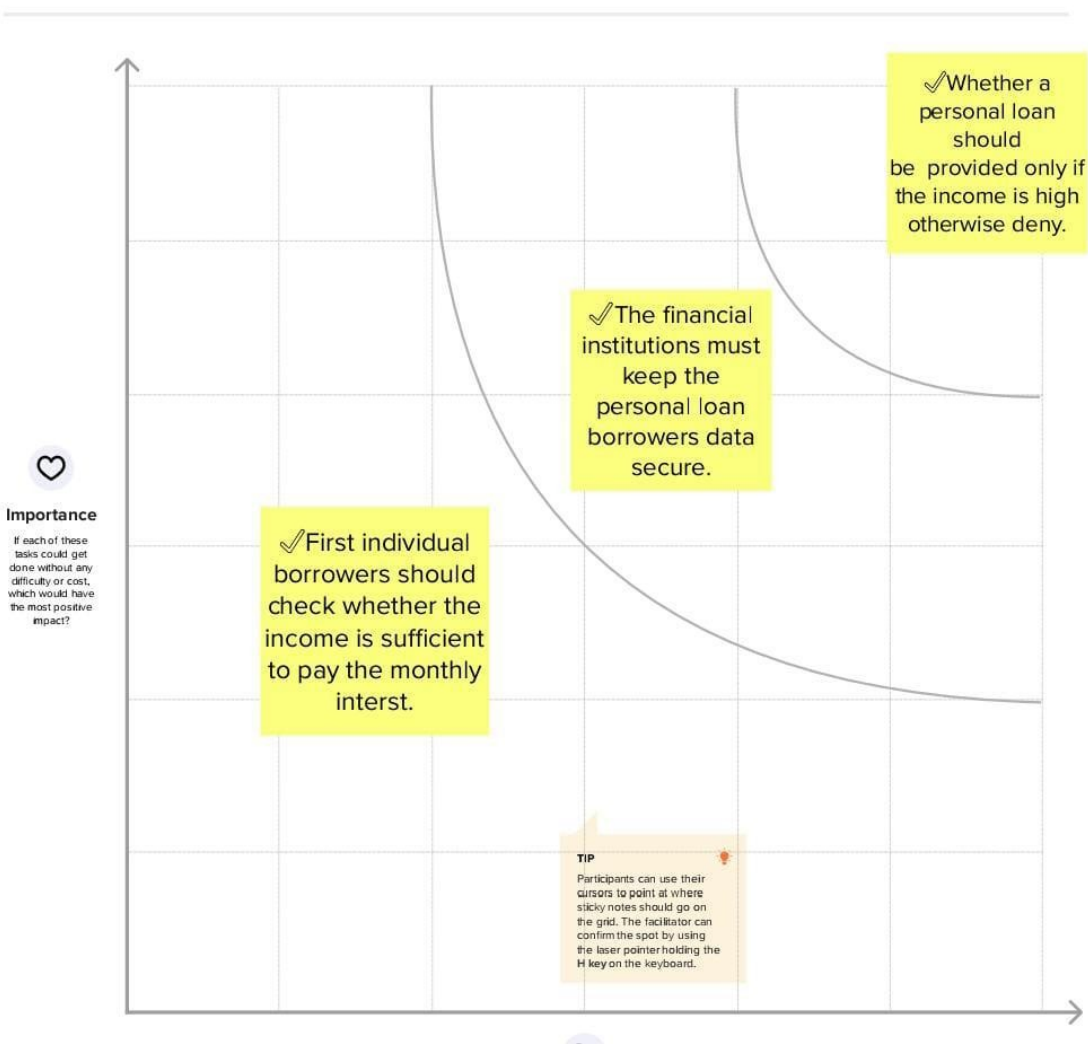 ✓Whether a
personal loan
should
be  provided only if
the income is high
otherwise deny.
✓The financial
institutions must
keep the
personal loan
borrowers data
secure.
✓First individual
borrowers should
check whether the
income is sufficient
to pay the monthly
interst.
Importance
If each of these
tasks could get
done without any
difficulty or cost,
which would have
the most positive
impact?
TIP
Participants can use their
cursors to point at where
sticky notes should go on
the grid. The facilitator can
confirm the spot by using
the laser pointer holding the
H key on the keyboard.